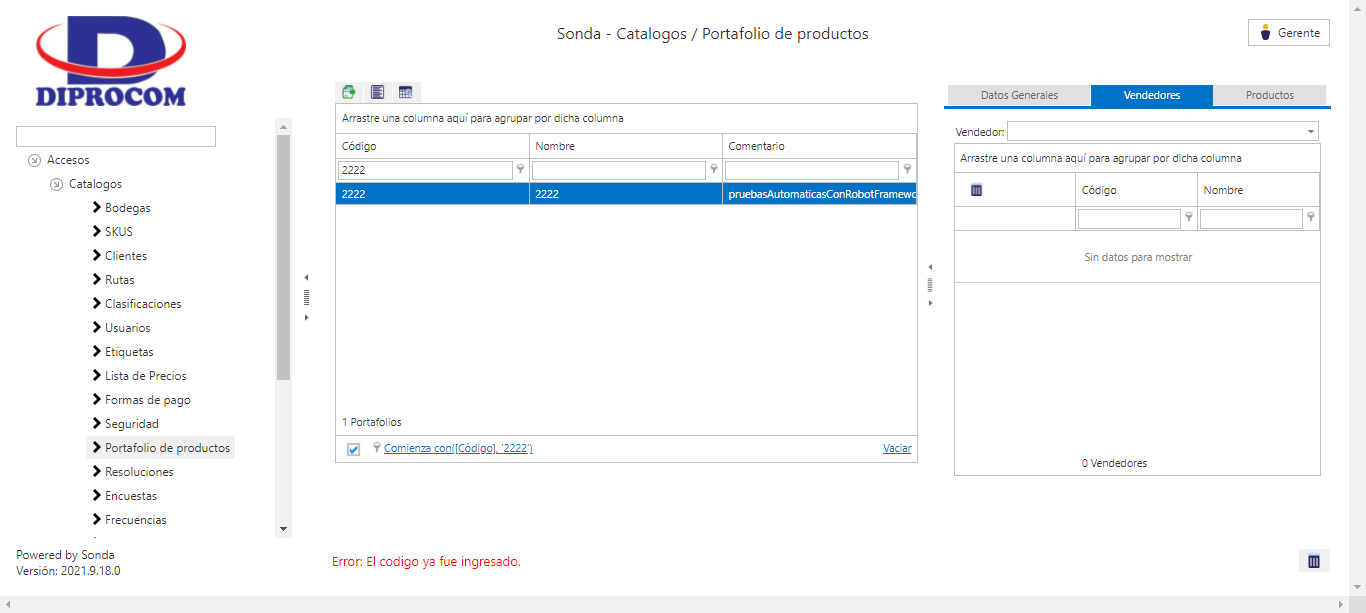 DIPROCOM
Sonda - Catalogos / Portafolio de productos
Gerente
Accesos
Catalogos
Bodegas
SKUS
Clientes
Rutas
Clasificaciones
Usuarios
Etiquetas
Lista de Precios
Formas de pago
Seguridad
Portafolio de productos
Resoluciones
Encuestas
Frecuencias
Powered by Sonda
Versión: 2021.9.18.0
Arrastre una columna aquí para agrupar por dicha columna
Código Nombre Comentario
2222
2222 2222 pruebasAutomaticasConRobotFramewo
1 Portafolios
Comienza con([Código], '2222') Vaciar
Error: El codigo ya fue ingresado.
Datos Generales Vendedores Productos
Vendedor:
Arrastre una columna aquí para agrupar por dicha columna
Código Nombre
Sin datos para mostrar
0 Vendedores